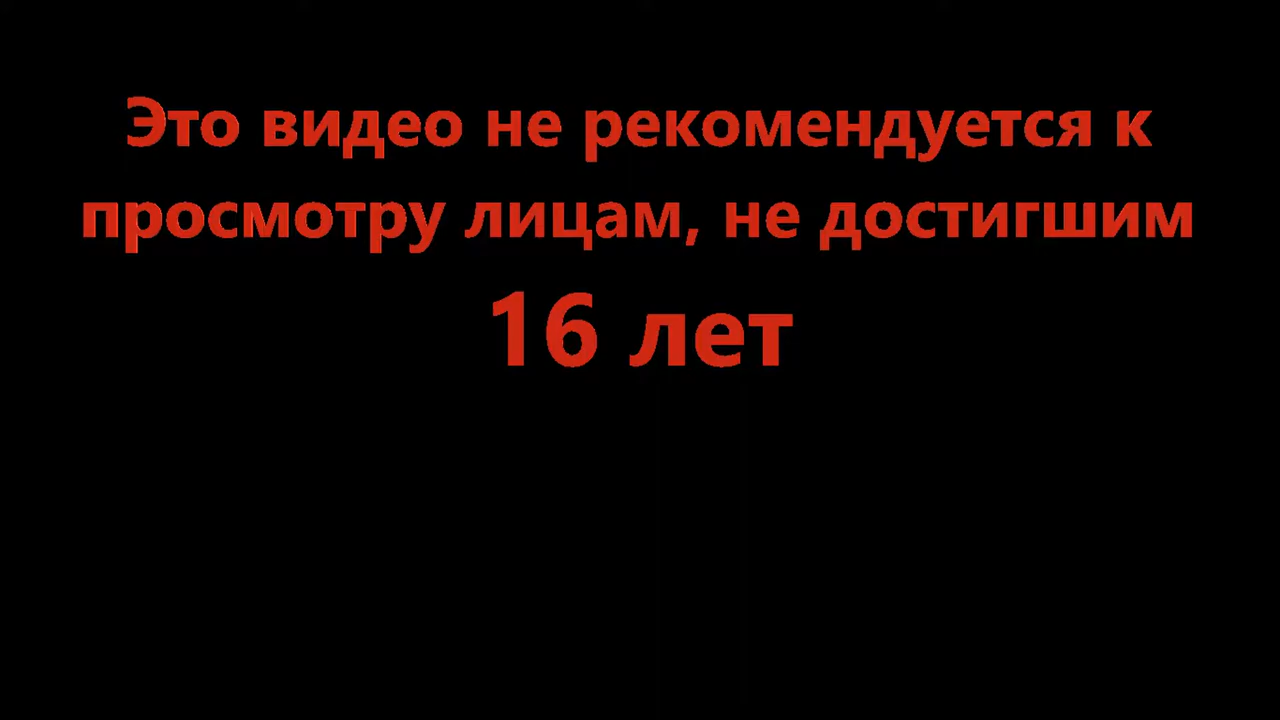 Это видео не рекомендуется к
просмотру лицам, не достигшим
16 лет